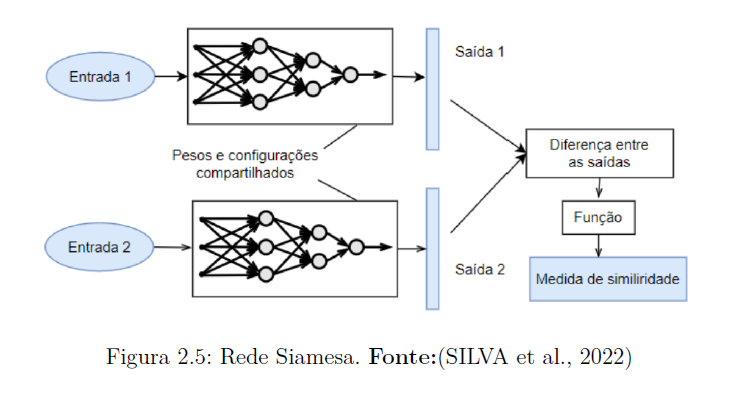 Entrada 1
Saída 1
Pesos e configurações
compartilhados
Diferença entre
as saídas
Função
Entrada 2
Saída 2
Medida de similiridade
Figura 2.5: Rede Siamesa. Fonte:(SILVA et al., 2022)